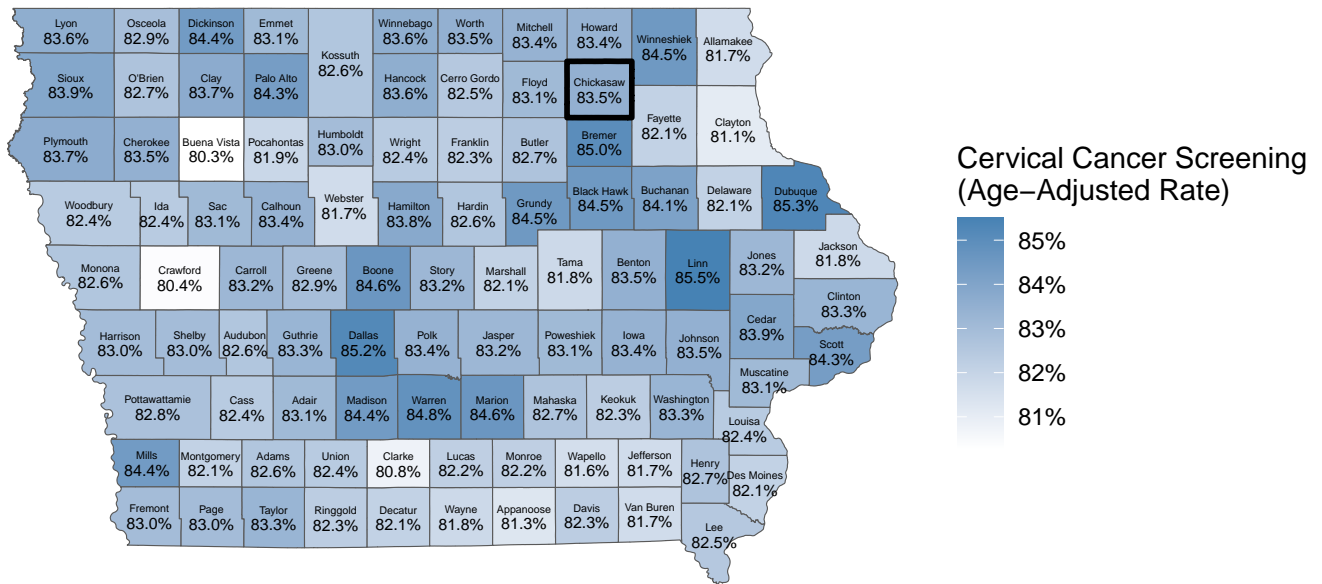 Lyon
83.6%
Osceola
82.9%
Dickinson
84.4%
Emmet
83.1%
Kossuth
82.6%
Winnebago
83.6%
Worth
83.5%
Mitchell
83.4%
Howard
83.4%
Winneshiek
84.5%
Allamakee
81.7%
Sioux
83.9%
O'Brien
82.7%
Clay
83.7%
Palo Alto
84.3%
Hancock
83.6%
Cerro Gordo
82.5%
Floyd
83.1%
Chickasaw
83.5%
Fayette
82.1%
Clayton
81.1%
Plymouth
83.7%
Cherokee
83.5%
Buena Vista
80.3%
Pocahontas
81.9%
Humboldt
83.0%
Wright
82.4%
Franklin
82.3%
Butler
82.7%
Bremer
85.0%
Woodbury
82.4%
Ida
82.4%
Sac
83.1%
Calhoun
83.4%
Webster
81.7%
Hamilton
83.8%
Hardin
82.6%
Grundy
84.5%
Black Hawk
84.5%
Buchanan
84.1%
Delaware
82.1%
Dubuque
85.3%
Monona
82.6%
Crawford
80.4%
Carroll
83.2%
Greene
82.9%
Boone
84.6%
Story
83.2%
Marshall
82.1%
Tama
81.8%
Benton
83.5%
Linn
85.5%
Jones
83.2%
Jackson
81.8%
Clinton
83.3%
Harrison
83.0%
Shelby
83.0%
Audubon
82.6%
Guthrie
83.3%
Dallas
85.2%
Polk
83.4%
Jasper
83.2%
Poweshiek
83.1%
Iowa
83.4%
Johnson
83.5%
Cedar
83.9%
Scott
84.3%
Muscatine
83.1%
Pottawattamie
82.8%
Cass
82.4%
Adair
83.1%
Madison
84.4%
Warren
84.8%
Marion
84.6%
Mahaska
82.7%
Keokuk
82.3%
Washington
83.3%
Louisa
82.4%
Mills
84.4%
Montgomery
82.1%
Adams
82.6%
Union
82.4%
Clarke
80.8%
Lucas
82.2%
Monroe
82.2%
Wapello
81.6%
Jefferson
81.7%
Henry
82.7%
Des Moines
82.1%
Fremont
83.0%
Page
83.0%
Taylor
83.3%
Ringgold
82.3%
Decatur
82.1%
Wayne
81.8%
Appanoose
81.3%
Davis
82.3%
Van Buren
81.7%
Lee
82.5%
Cervical Cancer Screening
(Age−Adjusted Rate)
85%
84%
83%
82%
81%